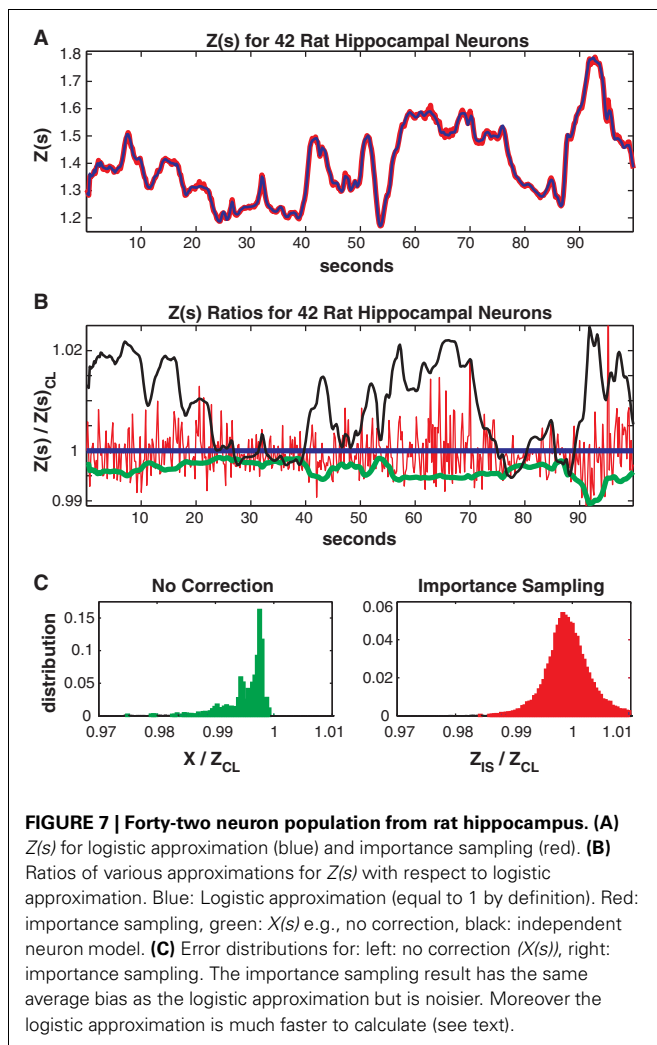 A
Z(s) for 42 Rat Hippocampal Neurons
Z(s)
1.8
1.7
1.6
1.5
1.4
1.3
1.2
10 20 30 40 50 60 70 80 90
seconds
B
Z(s) Ratios for 42 Rat Hippocampal Neurons
Z(s) / Z(s)CL
1.02
1
0.99
10 20 30 40 50 60 70 80 90
seconds
C
No Correction
distribution
0.15
0.1
0.05
0
0.97 0.98 0.99 1 1.01
X / ZCL
Importance Sampling
0.06
0.04
0.02
0
0.97 0.98 0.99 1 1.01
ZIS / ZCL
FIGURE 7 | Forty-two neuron population from rat hippocampus. (A)
Z(s) for logistic approximation (blue) and importance sampling (red). (B)
Ratios of various approximations for Z(s) with respect to logistic
approximation. Blue: Logistic approximation (equal to 1 by definition). Red:
importance sampling, green: X(s) e.g., no correction, black: independent
neuron model. (C) Error distributions for: left: no correction (X(s)), right:
importance sampling. The importance sampling result has the same
average bias as the logistic approximation but is noisier. Moreover the
logistic approximation is much faster to calculate (see text).